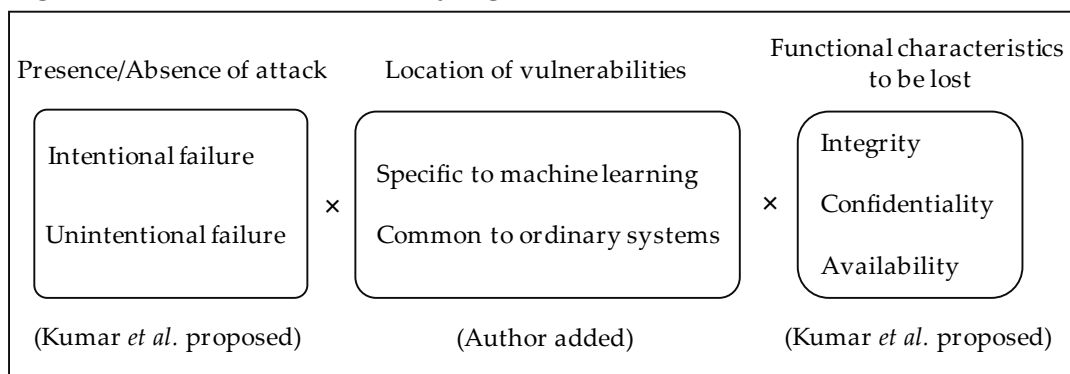 Functional characteristics
Presence/Absence of attack Location of vulnerabilities to be lost
Intentional failure
Unintentional failure
×
Specific to machine learning
Common to ordinary systems
×
Integrity
Confidentiality
Availability
(Kumar et al. proposed) (Author added) (Kumar et al. proposed)